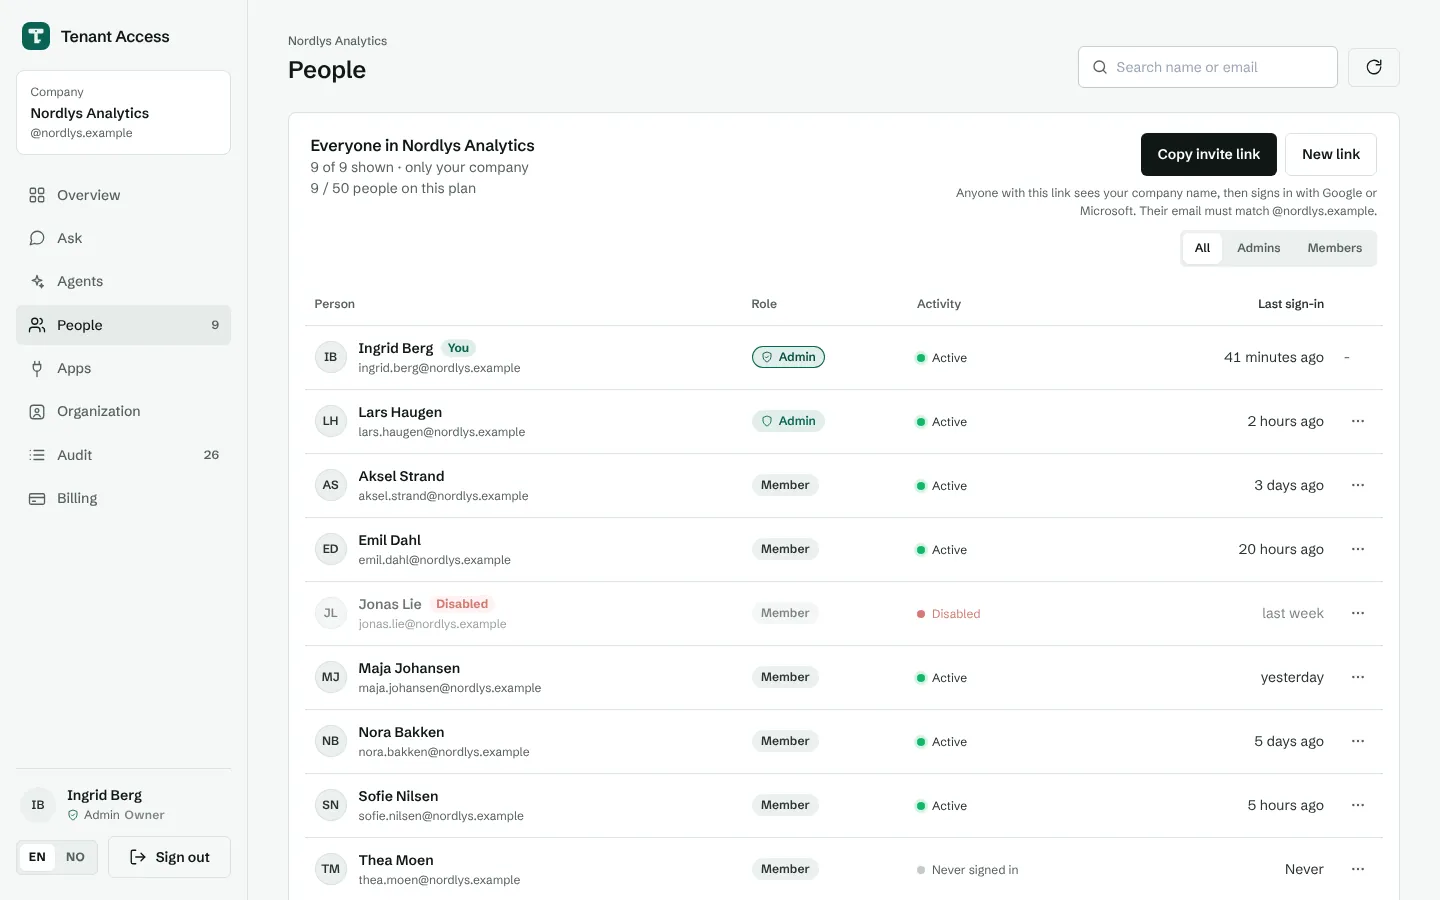 Tenant Access
Company
Nordlys Analytics
@nordlys.example
Overview
Ask
Agents
People 9
Apps
Organization
Audit 26
Billing
IB
Ingrid Berg
Admin Owner
EN NO
Sign out
Nordlys Analytics
People
Search name or email
Everyone in Nordlys Analytics
9 of 9 shown · only your company
9 / 50 people on this plan
Copy invite link
New link
Anyone with this link sees your company name, then signs in with Google or
Microsoft. Their email must match @nordlys.example.
All Admins Members
Person Role Activity Last sign-in
IB Ingrid Berg You Admin Active 41 minutes ago -
ingrid.berg@nordlys.example
LH Lars Haugen Admin Active 2 hours ago ...
lars.haugen@nordlys.example
AS Aksel Strand Member Active 3 days ago ...
aksel.strand@nordlys.example
ED Emil Dahl Member Active 20 hours ago ...
emil.dahl@nordlys.example
JL Jonas Lie Disabled Member Disabled last week ...
jonas.lie@nordlys.example
MJ Maja Johansen Member Active yesterday ...
maja.johansen@nordlys.example
NB Nora Bakken Member Active 5 days ago ...
nora.bakken@nordlys.example
SN Sofie Nilsen Member Active 5 hours ago ...
sofie.nilsen@nordlys.example
TM Thea Moen Member Never signed in Never ...
thea.moen@nordlys.example